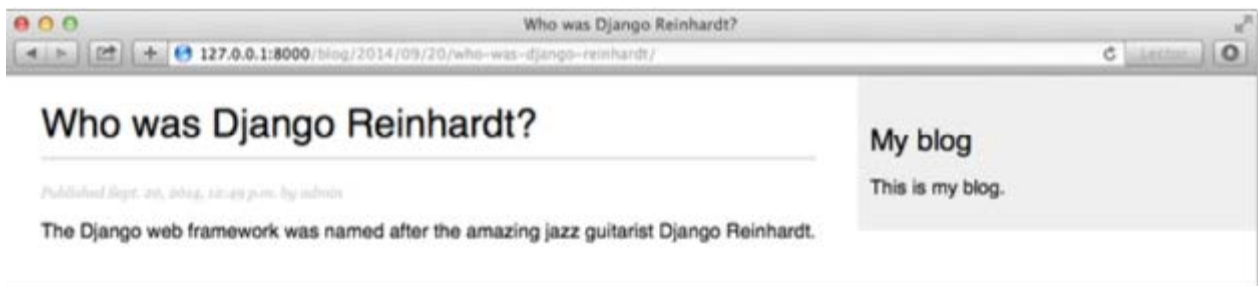 Who was Django Reinhardt?
127.0.0.1:8000/blog/2014/09/20/who-was-django-reinhardt/
Lector
Who was Django Reinhardt?
Published Sept. 20, 2014, 12:49 p.m. by admin
The Django web framework was named after the amazing jazz guitarist Django Reinhardt.
My blog
This is my blog.